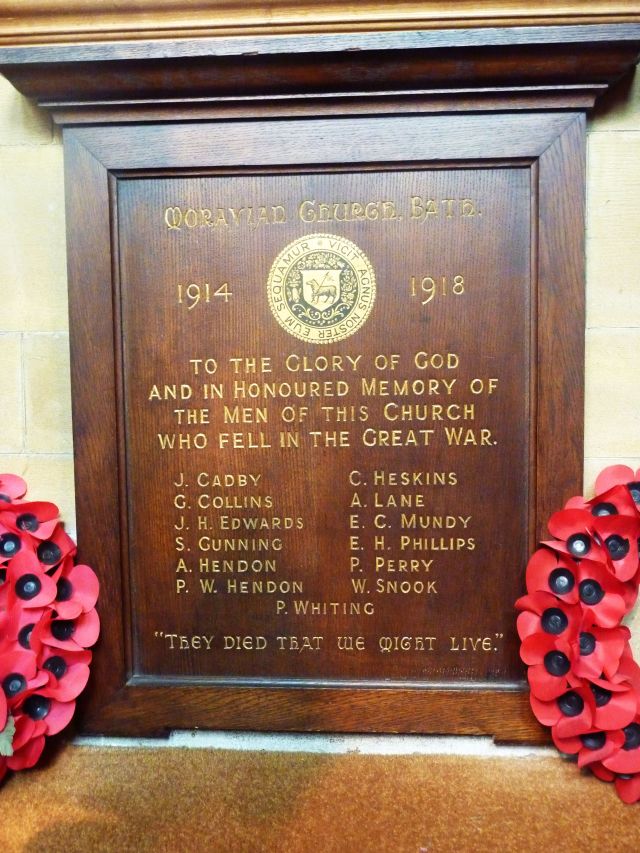 MORAVIAN CHURCH, BATH.
VICIT AGNUS NOSTER EUM SEQUAMUR
1914 1918
TO THE GLORY OF GOD
AND IN HONOURED MEMORY OF
THE MEN OF THIS CHURCH
WHO FELL IN THE GREAT WAR.
J. CADBY C. HESKINS
G. COLLINS A. LANE
J. H. EDWARDS E. C. MUNDY
S. GUNNING E. H. PHILLIPS
A. HENDON P. PERRY
P. W. HENDON W. SNOOK
P. WHITING
"THEY DIED THAT WE MIGHT LIVE."